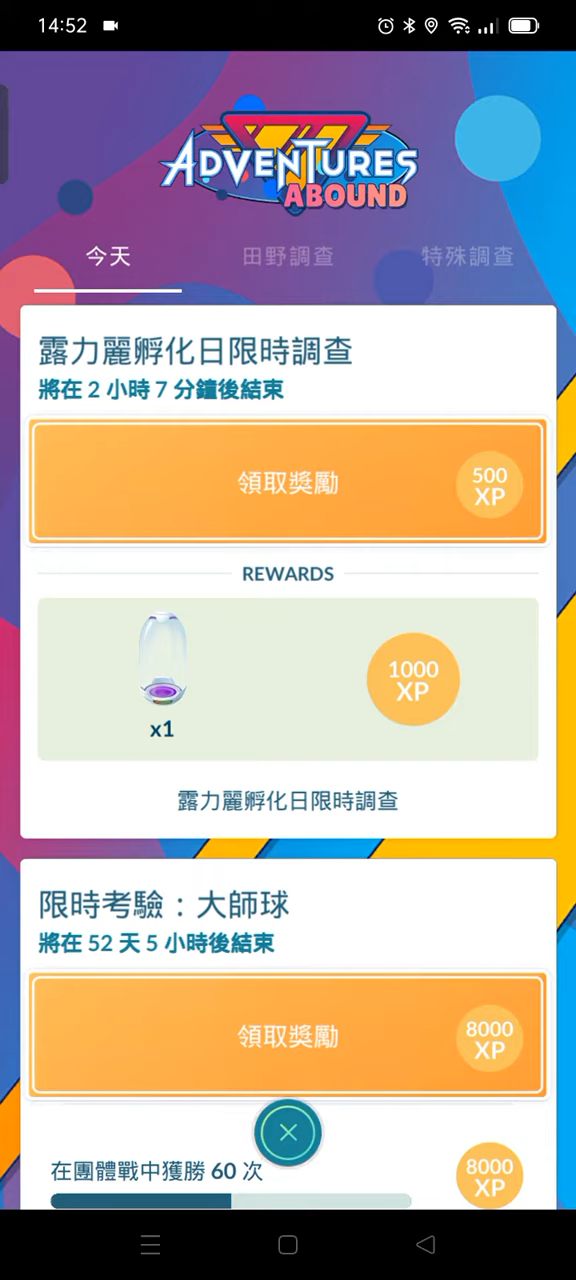 14:52
ADVENTURES
ABOUND
今天
田野調查
特殊調查
露力麗孵化日限時調查
將在 2 小時 7 分鐘後結束
領取獎勵
500
XP
REWARDS
x1
1000
XP
露力麗孵化日限時調查
限時考驗：大師球
將在 52 天 5 小時後結束
領取獎勵
8000
XP
在團體戰中獲勝 60 次
8000
XP